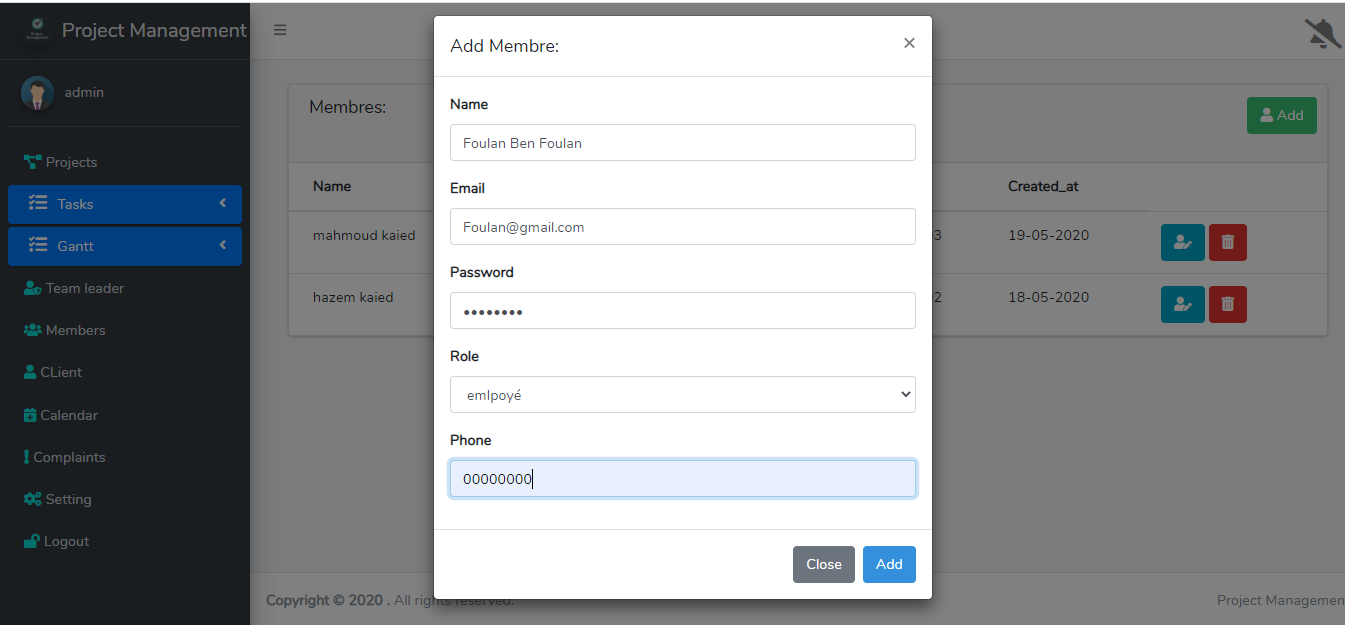 Project Management
admin
Projects
Tasks
Gantt
Team leader
Members
CLient
Calendar
Complaints
Setting
Logout
Membres:
Add
Name
Created_at
mahmoud kaied
3
19-05-2020
hazem kaied
2
18-05-2020
Add Membre:
×
Name
Foulan Ben Foulan
Email
Foulan@gmail.com
Password
••••••••
Role
emlpoyé
Phone
00000000
Close
Add
Copyright © 2020 . All rights reserved.
Project Managemen